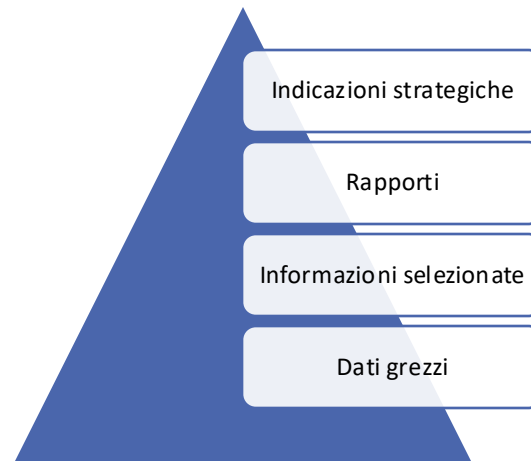 Indicazioni strategiche
Rapporti
Informazioni selezionate
Dati grezzi